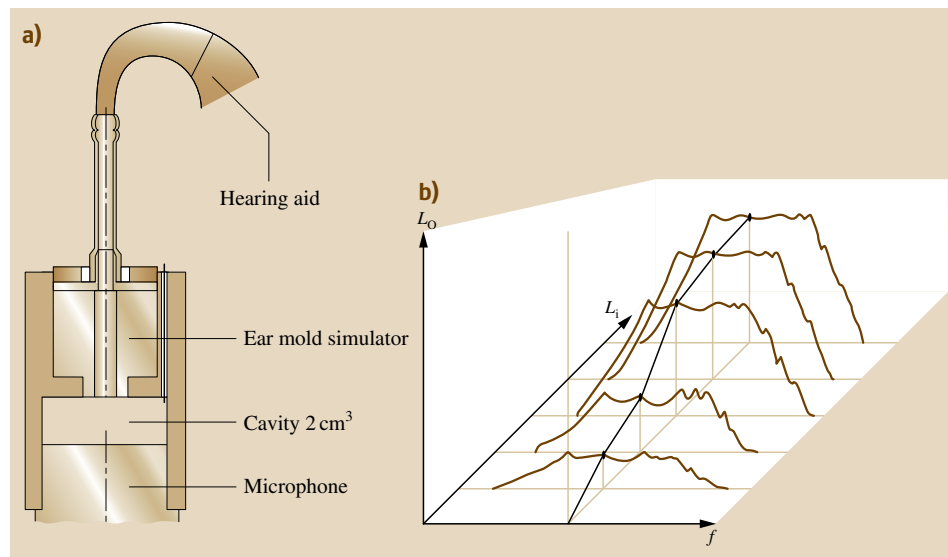 a)
Hearing aid
Ear mold simulator
Cavity 2 cm³
Microphone
b)
L_O
L_i
f